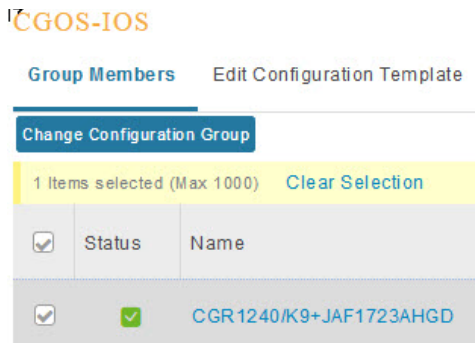 CGOS-IOS
Group Members Edit Configuration Template
Change Configuration Group
1 Items selected (Max 1000) Clear Selection
Status Name
CGR1240/K9+JAF1723AHGD